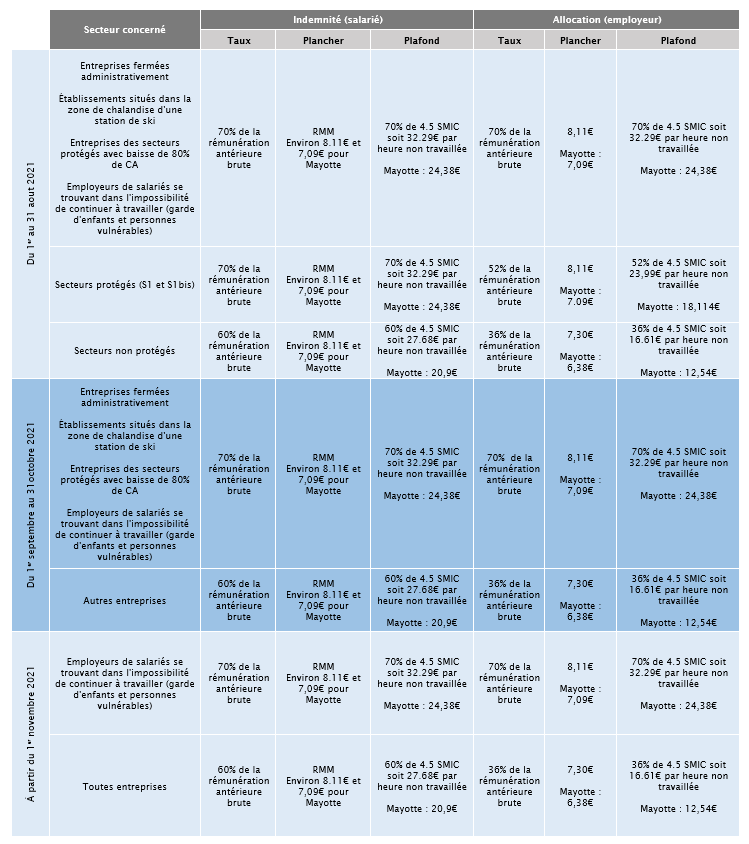 Secteur concerné
Indemnité (salarié)
Allocation (employeur)
Taux
Plancher
Plafond
Taux
Plancher
Plafond
Du 1er au 31 aout 2021
Entreprises fermées
administrativement
Établissements situés dans la
zone de chalandise d'une
station de ski
Entreprises des secteurs
protégés avec baisse de 80%
de CA
Employeurs de salariés se
trouvant dans l'impossibilité
de continuer à travailler (garde
d'enfants et personnes
vulnérables)
70% de la
rémunération
antérieure
brute
RMM
Environ 8.11€ et
7,09€ pour
Mayotte
70% de 4.5 SMIC
soit 32.29€ par
heure non travaillée
Mayotte : 24,38€
70% de la
rémunération
antérieure
brute
8,11€
Mayotte :
7,09€
70% de 4.5 SMIC soit
32.29€ par heure non
travaillée
Mayotte : 24,38€
Secteurs protégés (S1 et S1bis)
70% de la
rémunération
antérieure
brute
RMM
Environ 8.11€ et
7,09€ pour
Mayotte
70% de 4.5 SMIC
soit 32.29€ par
heure non travaillée
Mayotte : 24,38€
52% de la
rémunération
antérieure
brute
8,11€
Mayotte :
7.09€
52% de 4.5 SMIC soit
23,99€ par heure non
travaillée
Mayotte : 18,114€
Secteurs non protégés
60% de la
rémunération
antérieure
brute
RMM
Environ 8.11€ et
7,09€ pour
Mayotte
60% de 4.5 SMIC
soit 27.68€ par
heure non travaillée
Mayotte : 20,9€
36% de la
rémunération
antérieure
brute
7,30€
Mayotte :
6,38€
36% de 4.5 SMIC soit
16.61€ par heure non
travaillée
Mayotte : 12,54€
Du 1er septembre au 31octobre 2021
Entreprises fermées
administrativement
Établissements situés dans la
zone de chalandise d'une
station de ski
Entreprises des secteurs
protégés avec baisse de 80%
de CA
Employeurs de salariés se
trouvant dans l'impossibilité
de continuer à travailler (garde
d'enfants et personnes
vulnérables)
70% de la
rémunération
antérieure
brute
RMM
Environ 8.11€ et
7,09€ pour
Mayotte
70% de 4.5 SMIC
soit 32.29€ par
heure non travaillée
Mayotte : 24,38€
70% de la
rémunération
antérieure
brute
8,11€
Mayotte :
7,09€
70% de 4.5 SMIC soit
32.29€ par heure non
travaillée
Mayotte : 24,38€
Autres entreprises
60% de la
rémunération
antérieure
brute
RMM
Environ 8.11€ et
7,09€ pour
Mayotte
60% de 4.5 SMIC
soit 27.68€ par
heure non travaillée
Mayotte : 20,9€
36% de la
rémunération
antérieure
brute
7,30€
Mayotte :
6,38€
36% de 4.5 SMIC soit
16.61€ par heure non
travaillée
Mayotte : 12,54€
À partir du 1er novembre 2021
Employeurs de salariés se
trouvant dans l'impossibilité
de continuer à travailler (garde
d'enfants et personnes
vulnérables)
70% de la
rémunération
antérieure
brute
RMM
Environ 8.11€ et
7,09€ pour
Mayotte
70% de 4.5 SMIC
soit 32.29€ par
heure non travaillée
Mayotte : 24,38€
70% de la
rémunération
antérieure
brute
8,11€
Mayotte :
7,09€
70% de 4.5 SMIC soit
32.29€ par heure non
travaillée
Mayotte : 24,38€
Toutes entreprises
60% de la
rémunération
antérieure
brute
RMM
Environ 8.11€ et
7,09€ pour
Mayotte
60% de 4.5 SMIC
soit 27.68€ par
heure non travaillée
Mayotte : 20,9€
36% de la
rémunération
antérieure
brute
7,30€
Mayotte :
6,38€
36% de 4.5 SMIC soit
16.61€ par heure non
travaillée
Mayotte : 12,54€